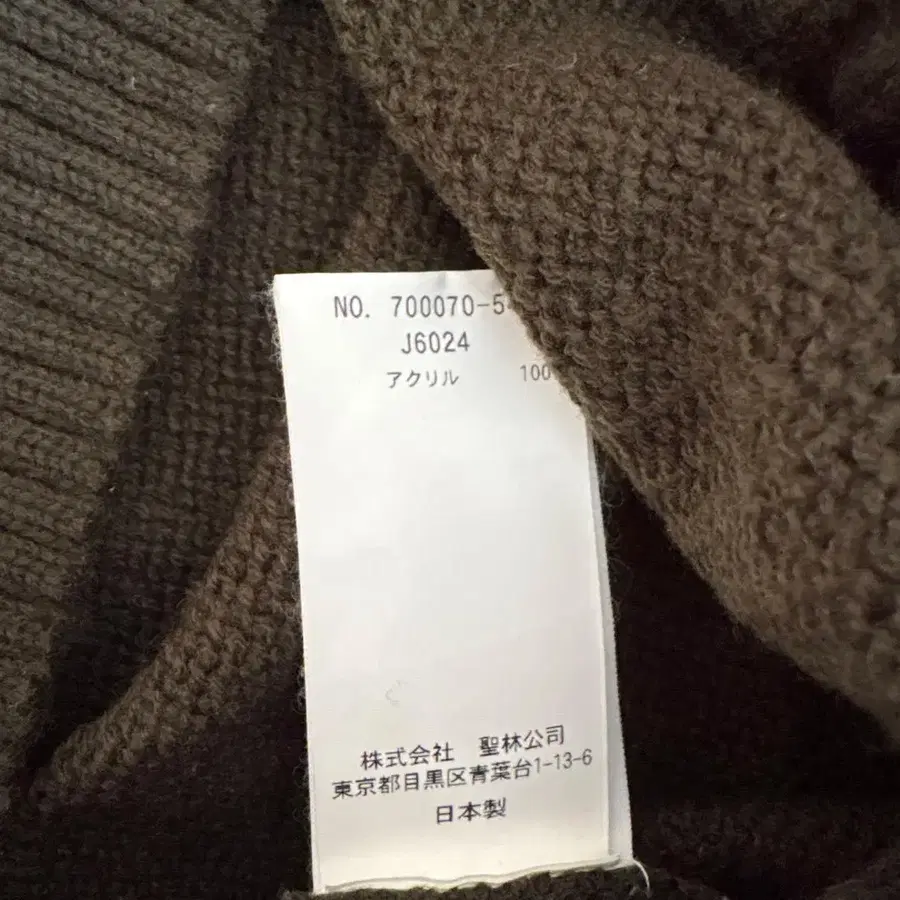 NO. 700070-5
J6024
アクリル 100
株式会社 聖林公司
東京都目黒区青葉台1-13-6
日本製